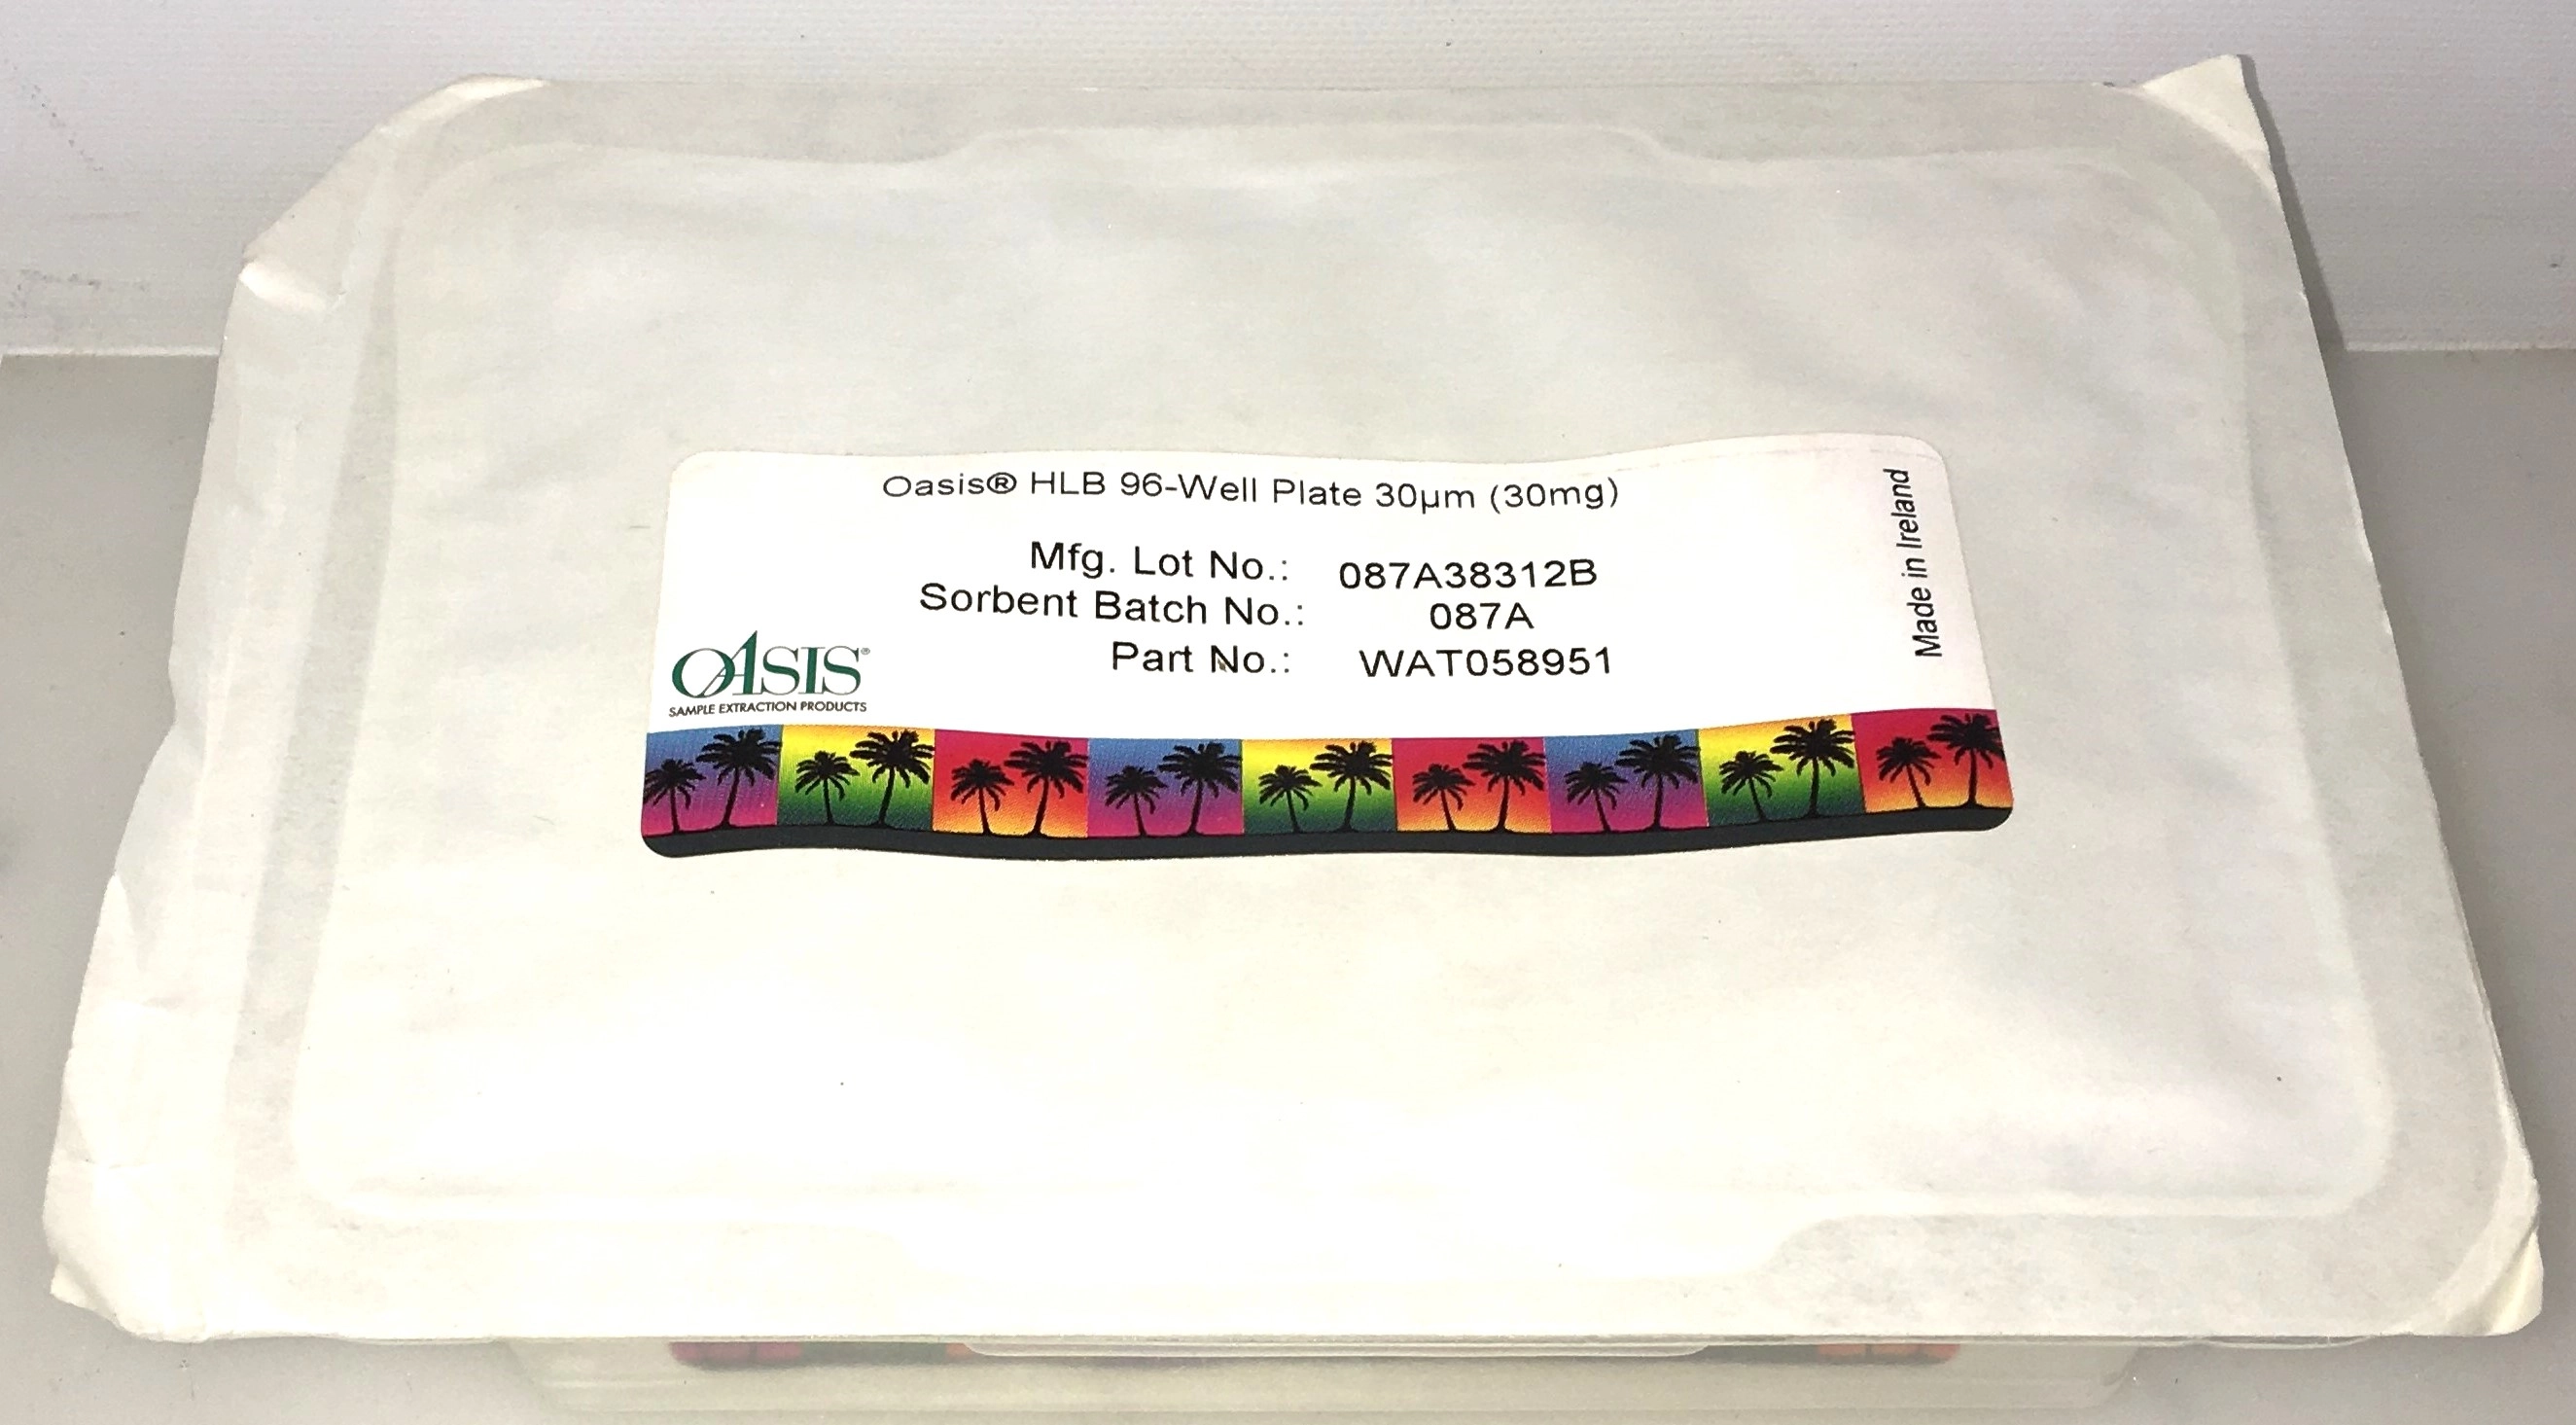 Oasis® HLB 96-Well Plate 30µm (30mg)
Mfg. Lot No.: 087A38312B
Sorbent Batch No.: 087A
Part No.: WAT058951
Made in Ireland
OASIS®
SAMPLE EXTRACTION PRODUCTS